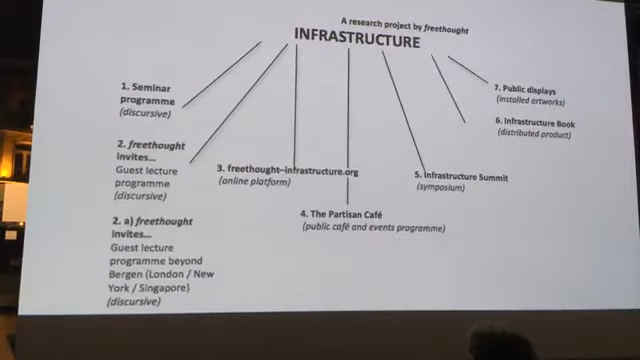 A research project by freethought
INFRASTRUCTURE
1. Seminar
programme
(discursive)
2. freethought
invites...
Guest lecture
programme
(discursive)
2. a) freethought
invites...
Guest lecture
programme beyond
Bergen (London / New
York / Singapore)
(discursive)
3. freethought–infrastructure.org
(online platform)
4. The Partisan Café
(public café and events programme)
5. Infrastructure Summit
(symposium)
7. Public displays
(installed artworks)
6. Infrastructure Book
(distributed product)